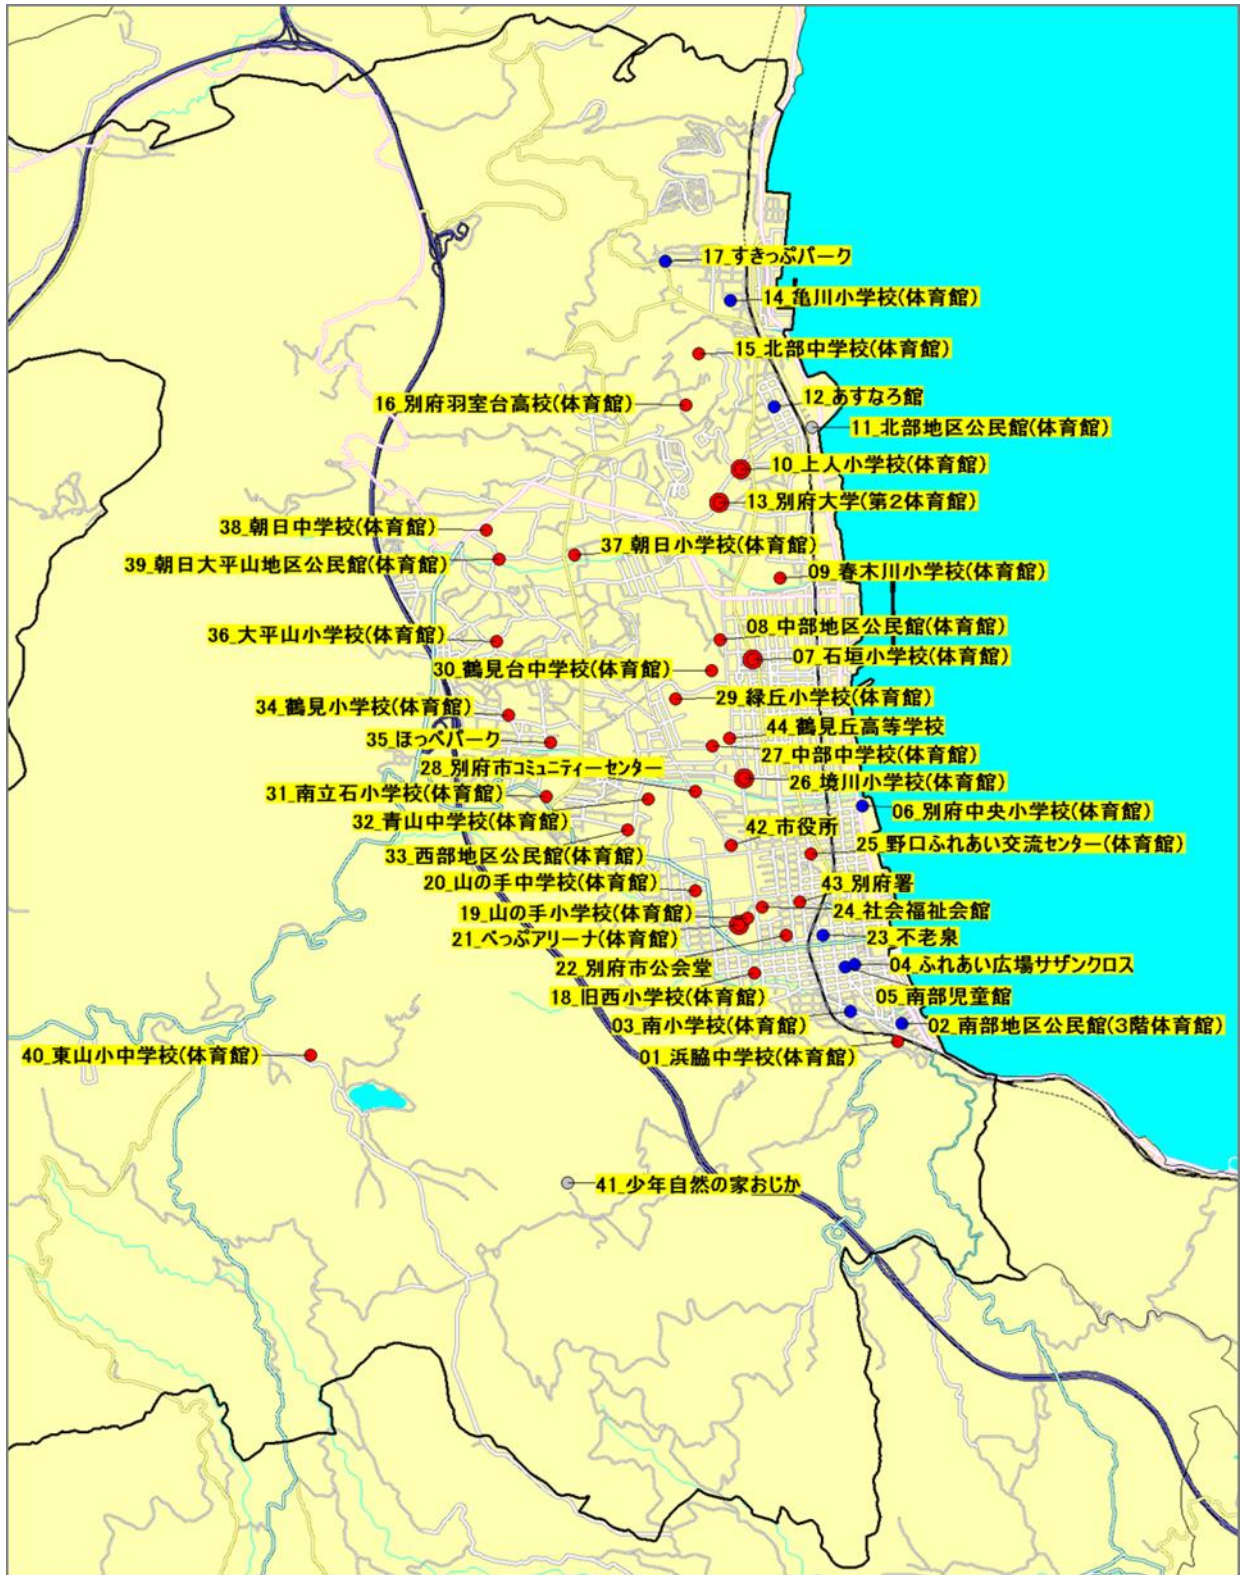 17_すきっぷパーク
14_亀川小学校(体育館)
15_北部中学校(体育館)
16_別府羽室台高校(体育館)
12_あすなろ館
11_北部地区公民館(体育館)
10_上人小学校(体育館)
13_別府大学(第2体育館)
38_朝日中学校(体育館)
37_朝日小学校(体育館)
39_朝日大平山地区公民館(体育館)
09_春木川小学校(体育館)
36_大平山小学校(体育館)
08_中部地区公民館(体育館)
07_石垣小学校(体育館)
30_鶴見台中学校(体育館)
29_緑丘小学校(体育館)
34_鶴見小学校(体育館)
44_鶴見丘高等学校
35_ほっぺパーク
27_中部中学校(体育館)
28_別府市コミュニティーセンター
26_境川小学校(体育館)
31_南立石小学校(体育館)
06_別府中央小学校(体育館)
32_青山中学校(体育館)
42_市役所
33_西部地区公民館(体育館)
25_野口ふれあい交流センター(体育館)
20_山の手中学校(体育館)
43_別府署
19_山の手小学校(体育館)
24_社会福祉会館
21_べっぷアリーナ(体育館)
23_不老泉
22_別府市公会堂
04_ふれあい広場サザンクロス
18_旧西小学校(体育館)
05_南部児童館
03_南小学校(体育館)
02_南部地区公民館(3階体育館)
01_浜脇中学校(体育館)
40_東山小中学校(体育館)
41_少年自然の家おじか